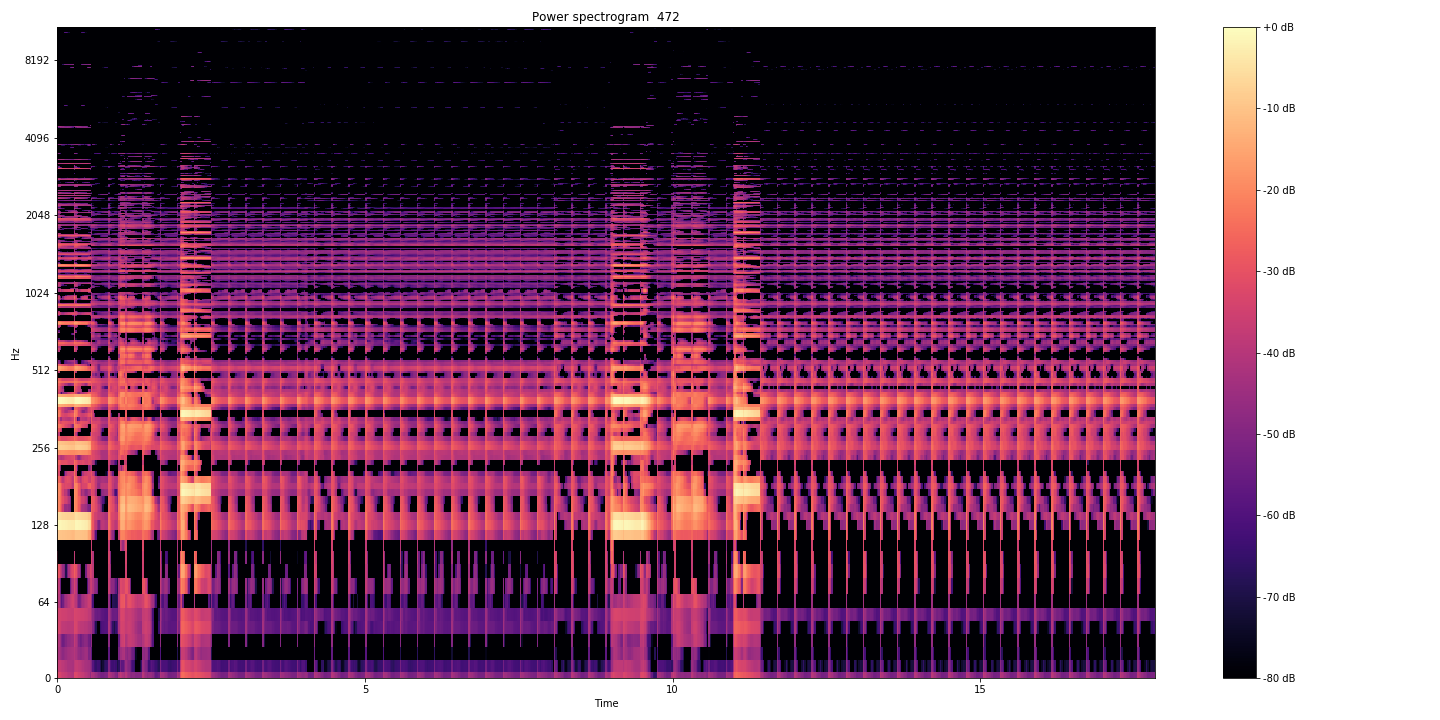 Power spectrogram  472
Hz
8192
4096
2048
1024
512
256
128
64
0
0 5 10 15
Time
+0 dB
-10 dB
-20 dB
-30 dB
-40 dB
-50 dB
-60 dB
-70 dB
-80 dB